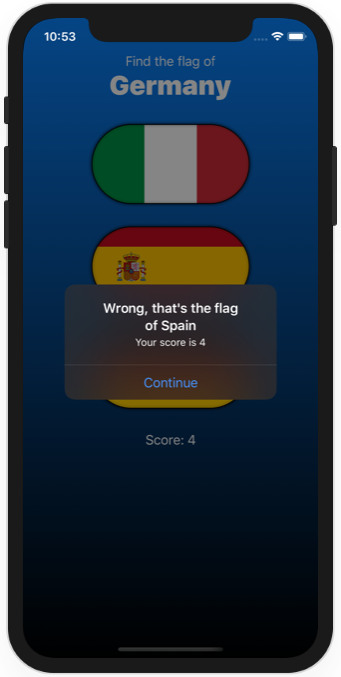 10:53
Find the flag of
Germany
Wrong, that's the flag
of Spain
Your score is 4
Continue
Score: 4